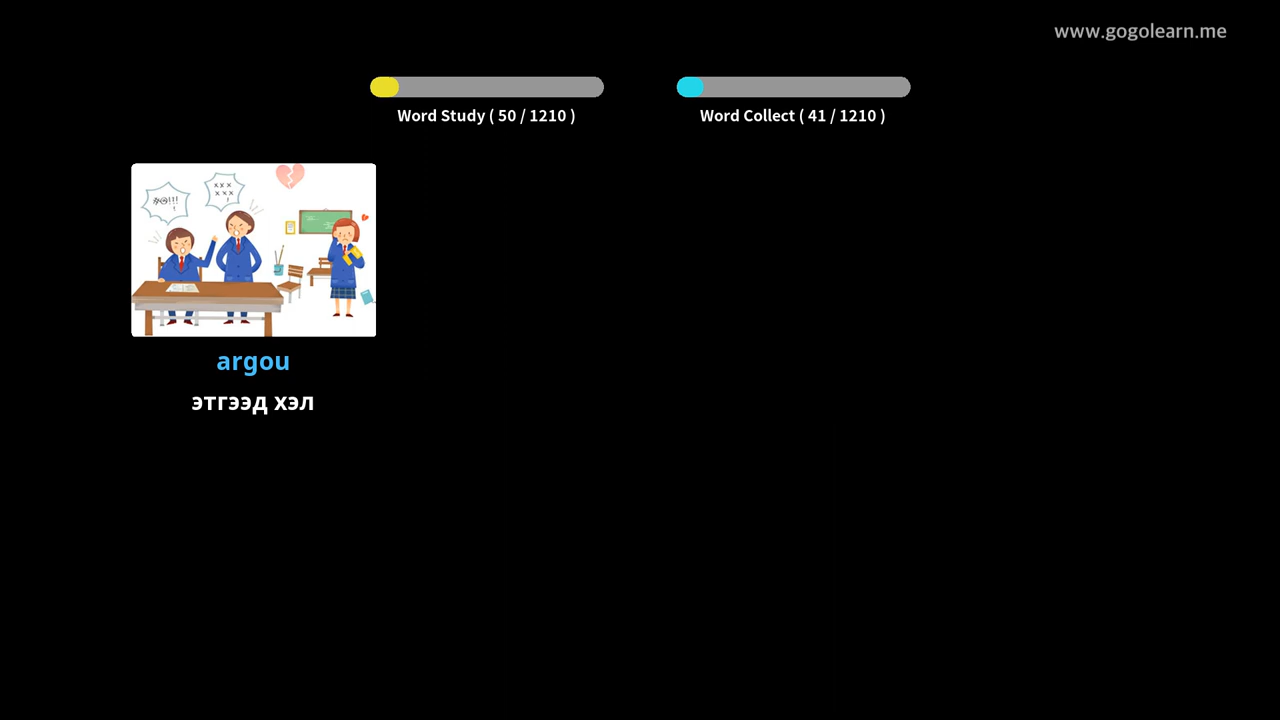 www.gogolearn.me
Word Study ( 50 / 1210 )
Word Collect ( 41 / 1210 )
#@!!!
! 
x x x
x x x
!
argou
этгээд хэл